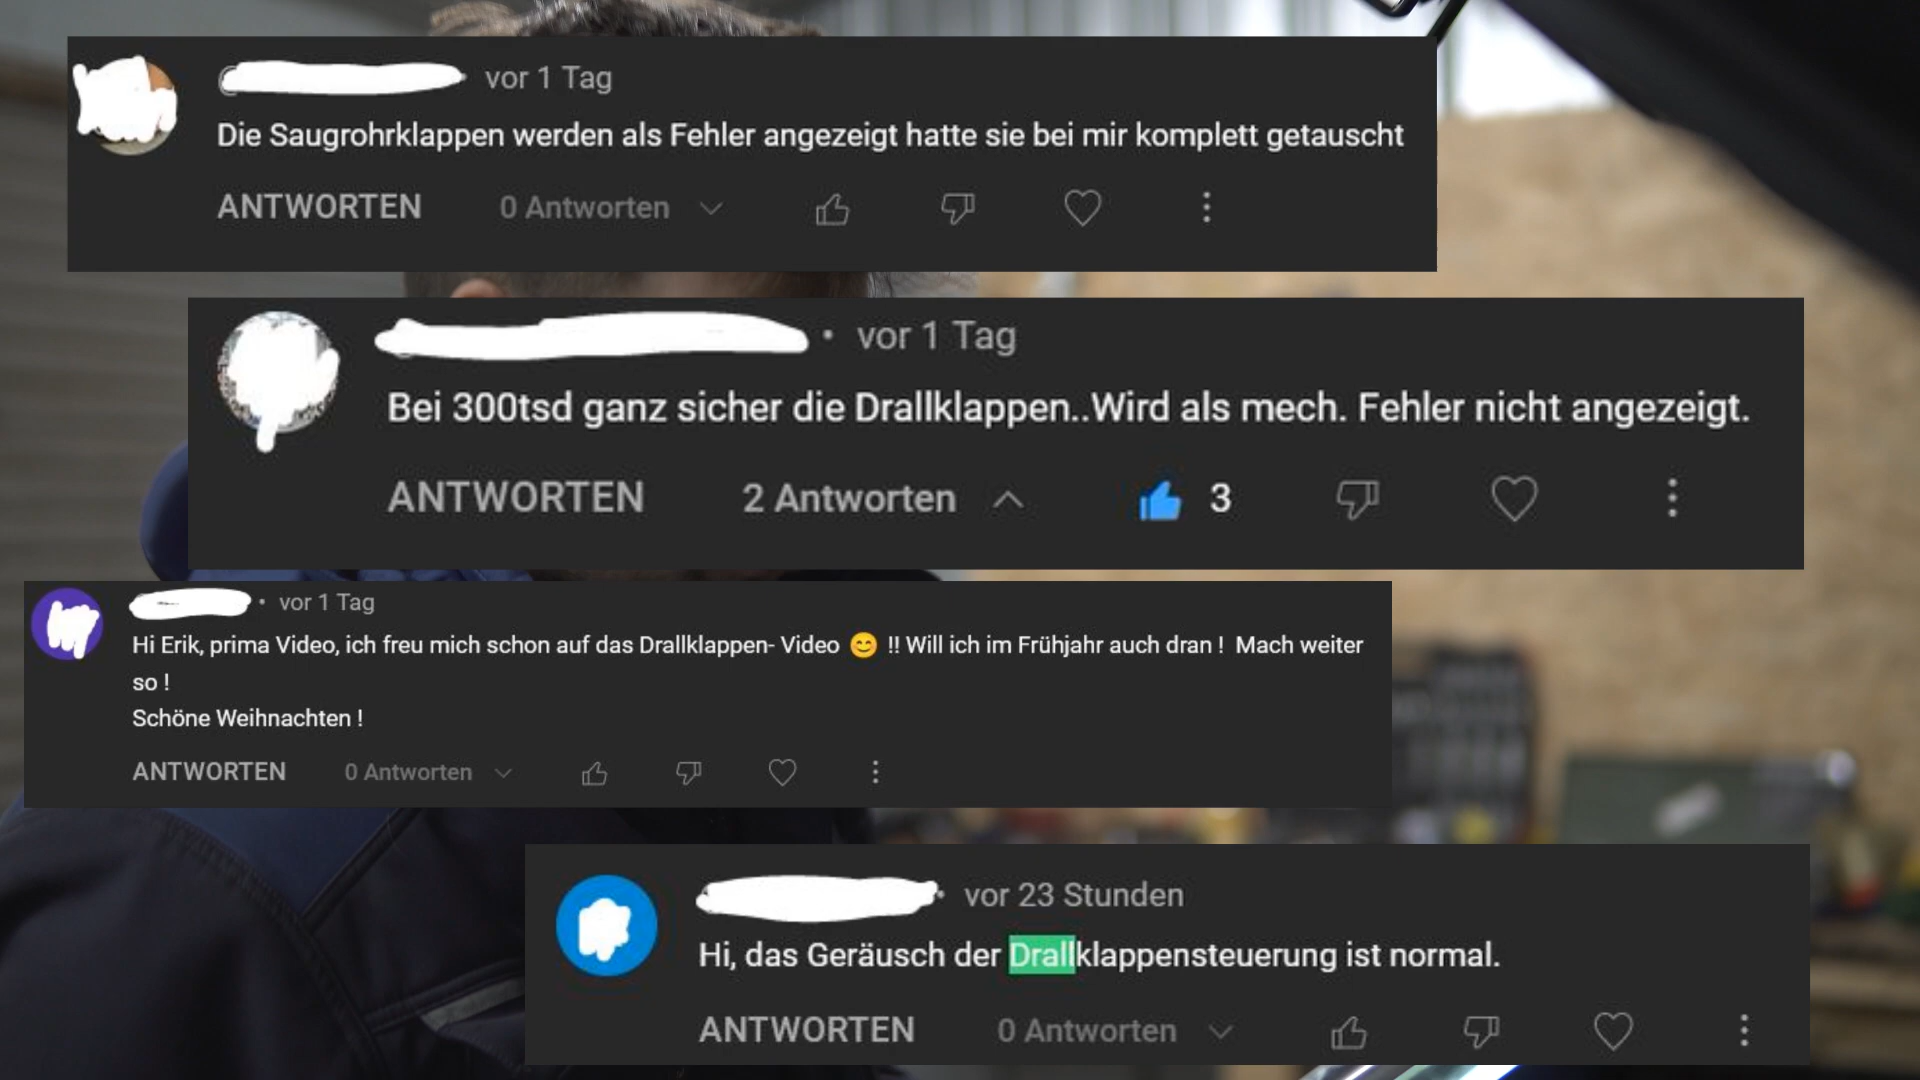 vor 1 Tag
Die Saugrohrklappen werden als Fehler angezeigt hatte sie bei mir komplett getauscht
ANTWORTEN 0 Antworten
• vor 1 Tag
Bei 300tsd ganz sicher die Drallklappen..Wird als mech. Fehler nicht angezeigt.
ANTWORTEN 2 Antworten 3
• vor 1 Tag
Hi Erik, prima Video, ich freu mich schon auf das Drallklappen- Video 😊 !! Will ich im Frühjahr auch dran ! Mach weiter
so !
Schöne Weihnachten !
ANTWORTEN 0 Antworten
• vor 23 Stunden
Hi, das Geräusch der Drallklappensteuerung ist normal.
ANTWORTEN 0 Antworten